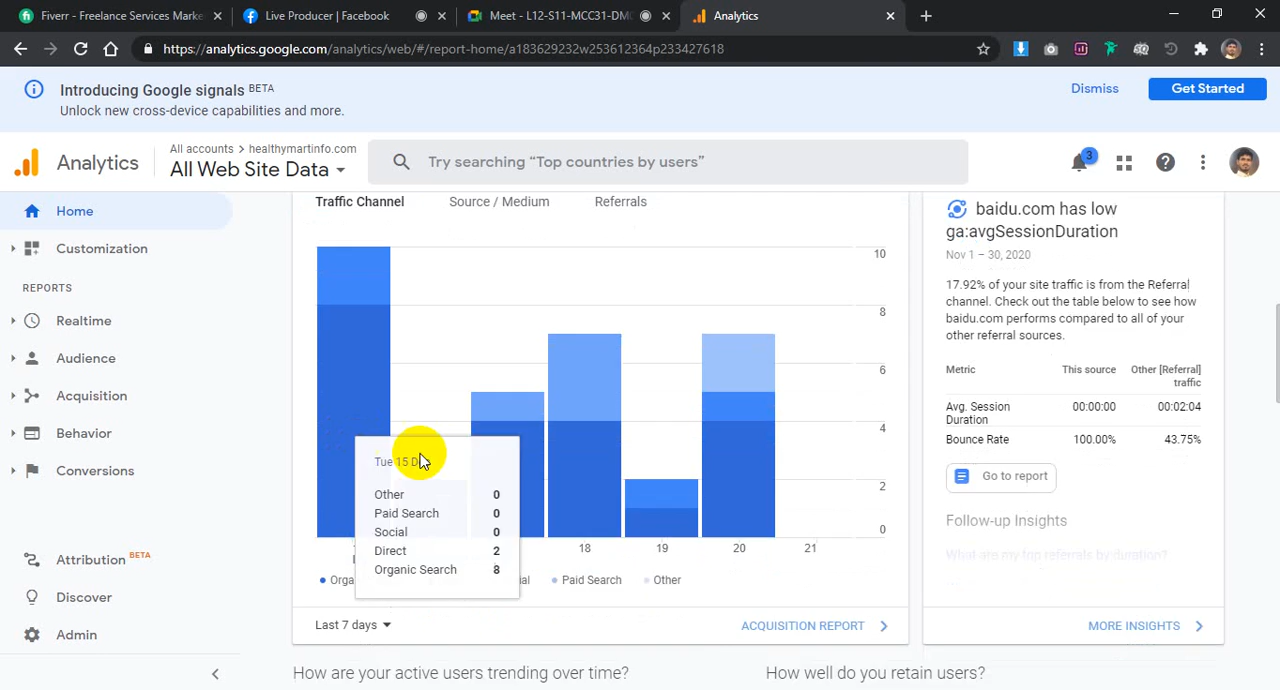 Fiverr - Freelance Services Marke
Live Producer | Facebook
Meet - L12-S11-MCC31-DM
Analytics
https://analytics.google.com/analytics/web/#/report-home/a183629232w253612364p233427618
Introducing Google signals BETA
Unlock new cross-device capabilities and more.
Dismiss
Get Started
Analytics
All accounts > healthymartinfo.com
All Web Site Data
Try searching “Top countries by users”
3
Home
Customization
REPORTS
Realtime
Audience
Acquisition
Behavior
Conversions
Attribution BETA
Discover
Admin
Traffic Channel
Source / Medium
Referrals
10
8
6
4
2
0
Tue 15 D
Other 0
Paid Search 0
Social 0
Direct 2
Organic Search 8
18
19
20
21
Orga
al
Paid Search
Other
Last 7 days
ACQUISITION REPORT
baidu.com has low
ga:avgSessionDuration
Nov 1 – 30, 2020
17.92% of your site traffic is from the Referral
channel. Check out the table below to see how
baidu.com performs compared to all of your
other referral sources.
Metric This source Other [Referral]
traffic
Avg. Session 00:00:00 00:02:04
Duration
Bounce Rate 100.00% 43.75%
Go to report
Follow-up Insights
What are my top referrals by duration?
MORE INSIGHTS
How are your active users trending over time?
How well do you retain users?